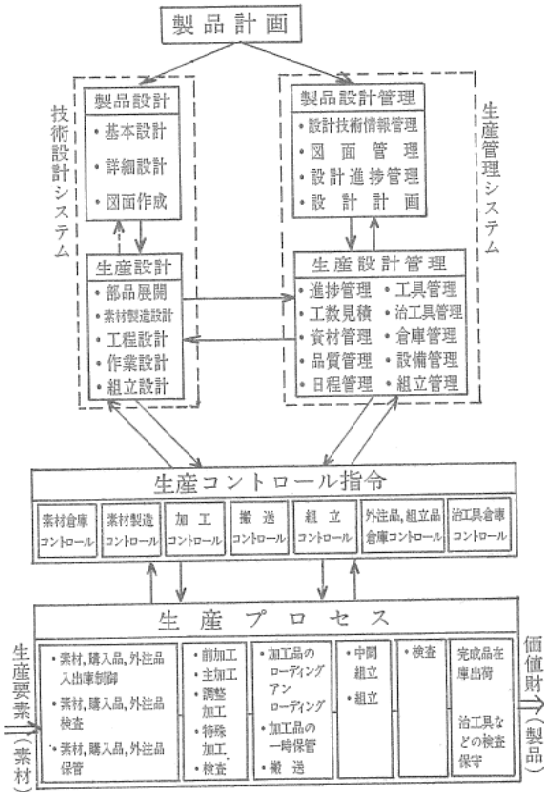 製品計画
技術設計システム
製品設計
・基本設計
・詳細設計
・図面作成
生産設計
・部品展開
・素材製造設計
・工程設計
・作業設計
・組立設計
生産管理システム
製品設計管理
・設計技術情報管理
・図面管理
・設計進捗管理
・設計計画
生産設計管理
・進捗管理
・工数見積
・資材管理
・品質管理
・日程管理
・工具管理
・治工具管理
・倉庫管理
・設備管理
・組立管理
生産コントロール指令
素材倉庫
コントロール
素材製造
コントロール
加工
コントロール
搬送
コントロール
組立
コントロール
外注品,組立品
倉庫コントロール
治工具倉庫
コントロール
生産プロセス
生産要素(素材)
・素材,購入品,外注品
入出庫制御
・素材,購入品,外注品
検査
・素材,購入品,外注品
保管
・前加工
・主加工
・調整
加工
・特殊
加工
・検査
・加工品の
ローディング
アン
ローディング
・加工品の
一時保管
・搬送
・中間
組立
・組立
・検査
完成品在
庫出荷
治工具な
どの検査
保守
価値財(製品)